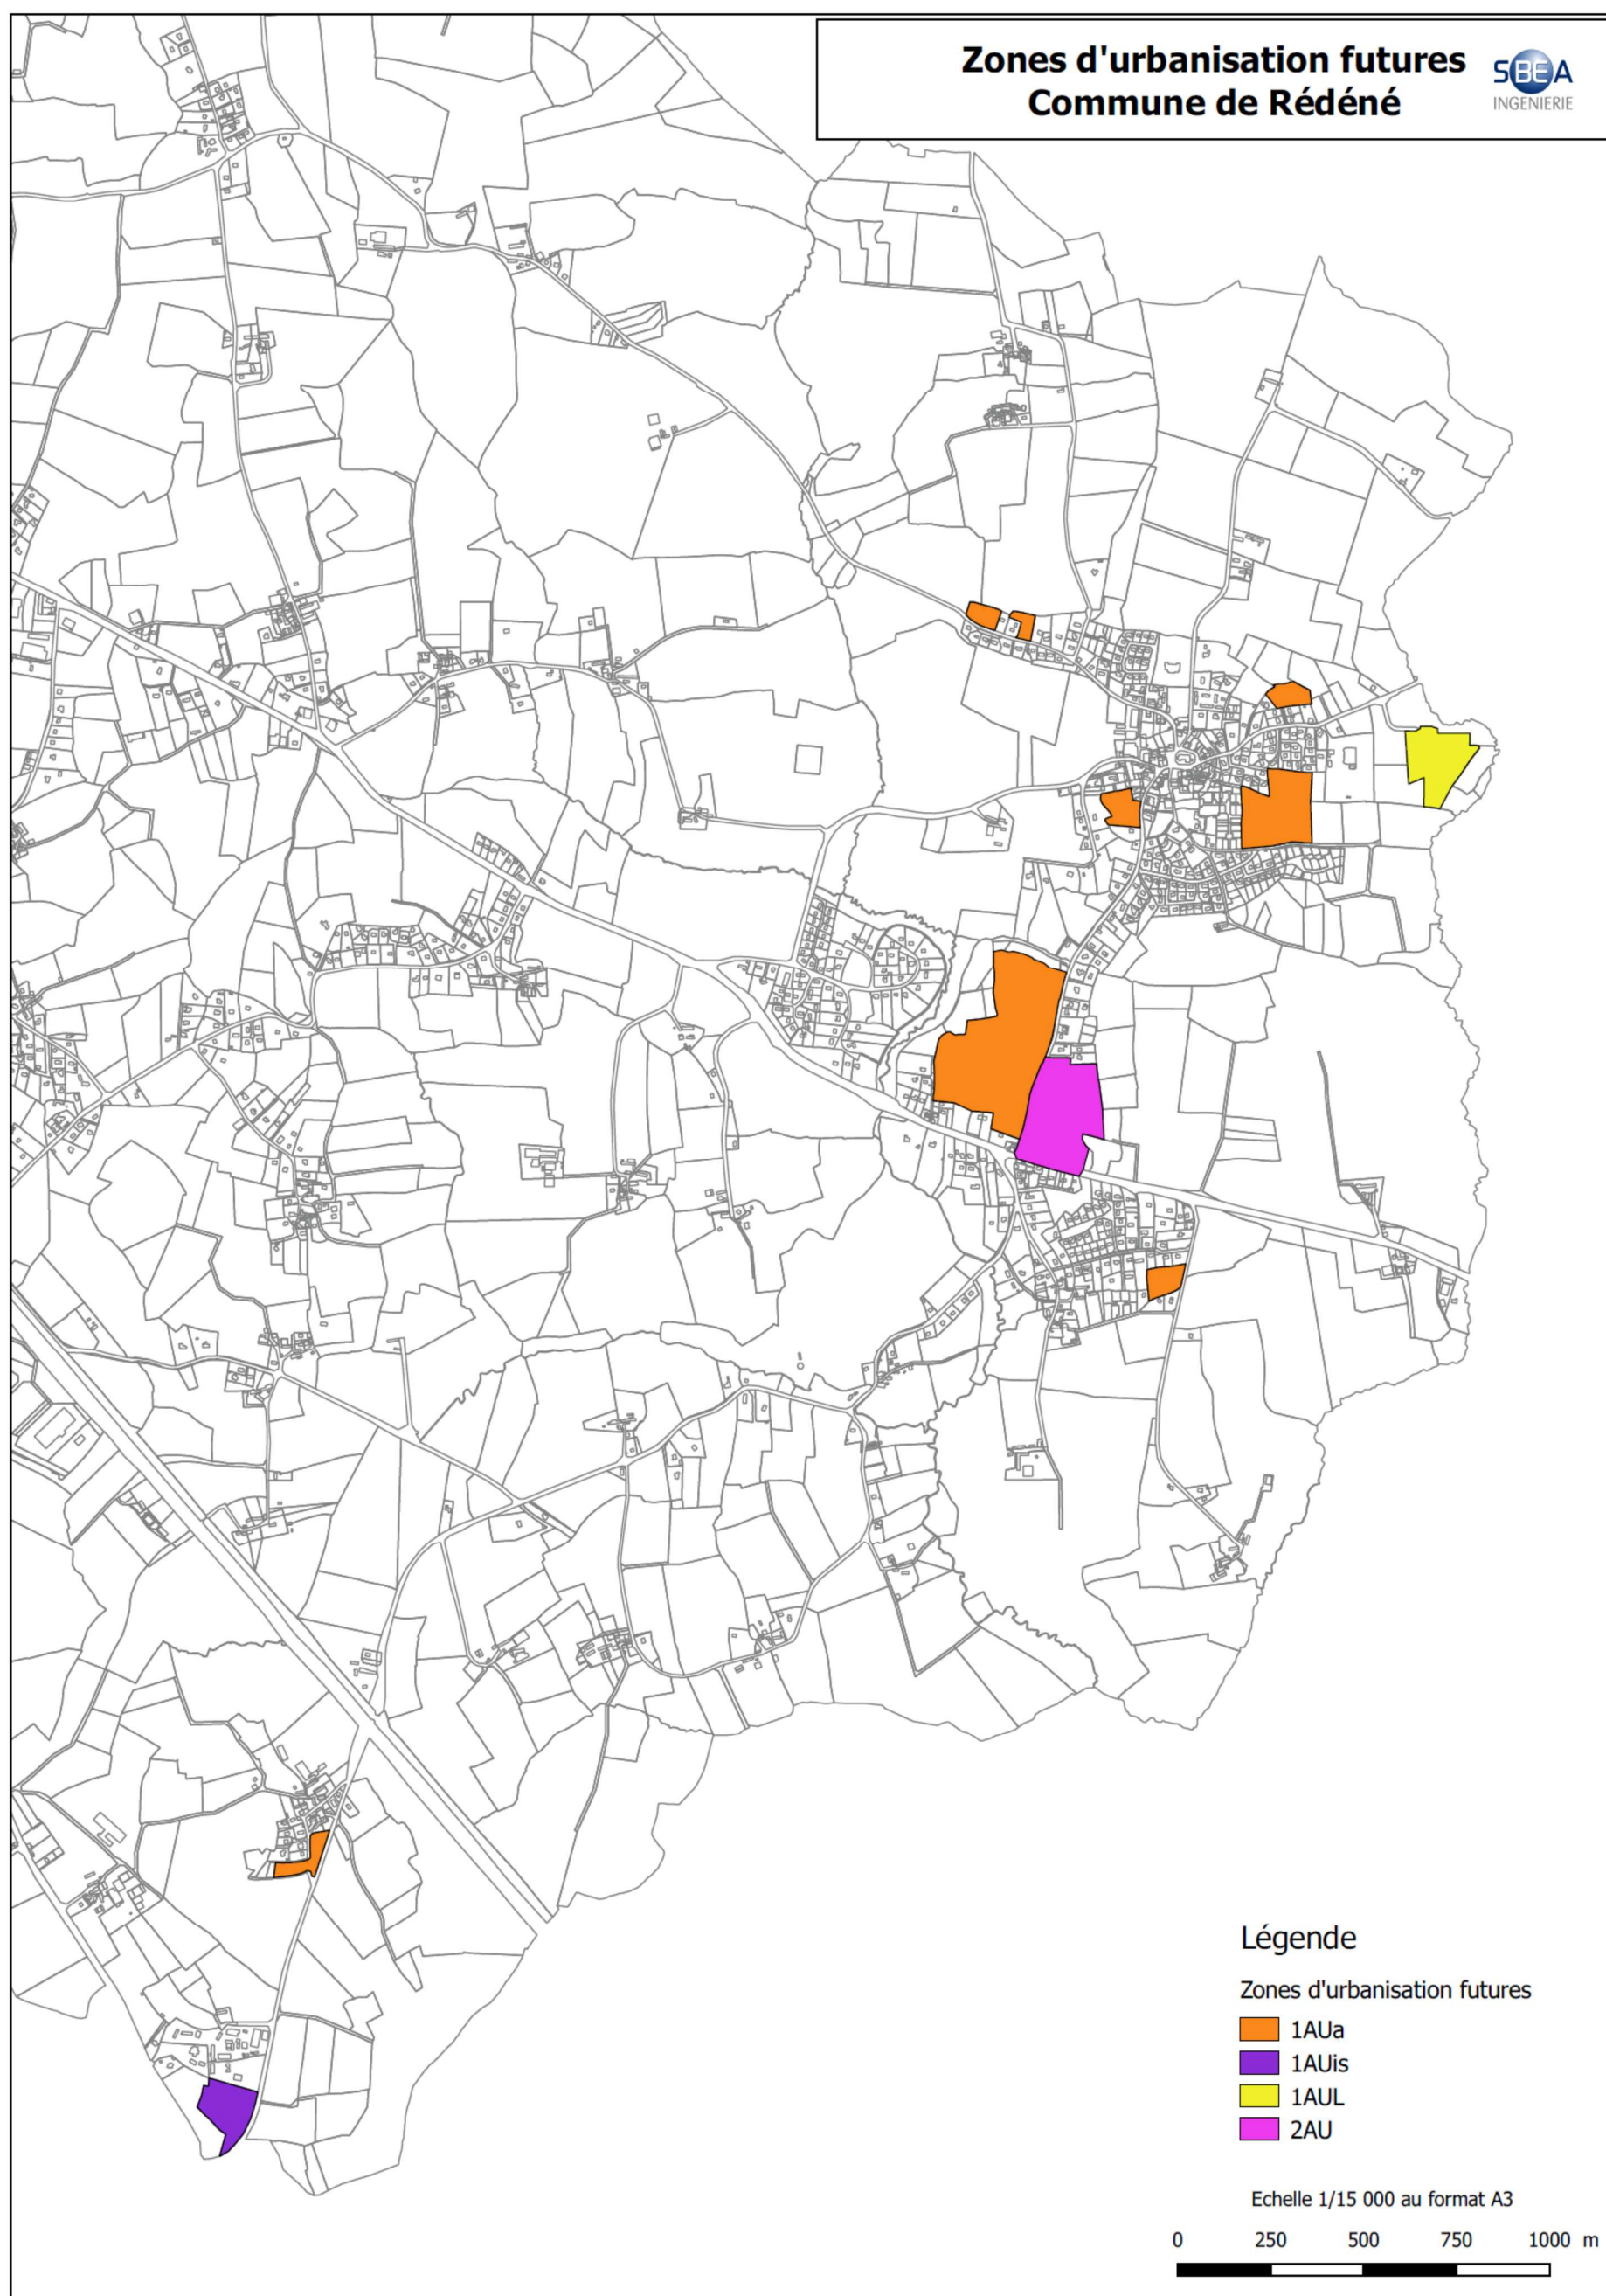 Zones d'urbanisation futures
Commune de Rédéné
SBEA
INGENIERIE
Légende
Zones d'urbanisation futures
1AUa
1AUis
1AUL
2AU
Echelle 1/15 000 au format A3
0 250 500 750 1000 m